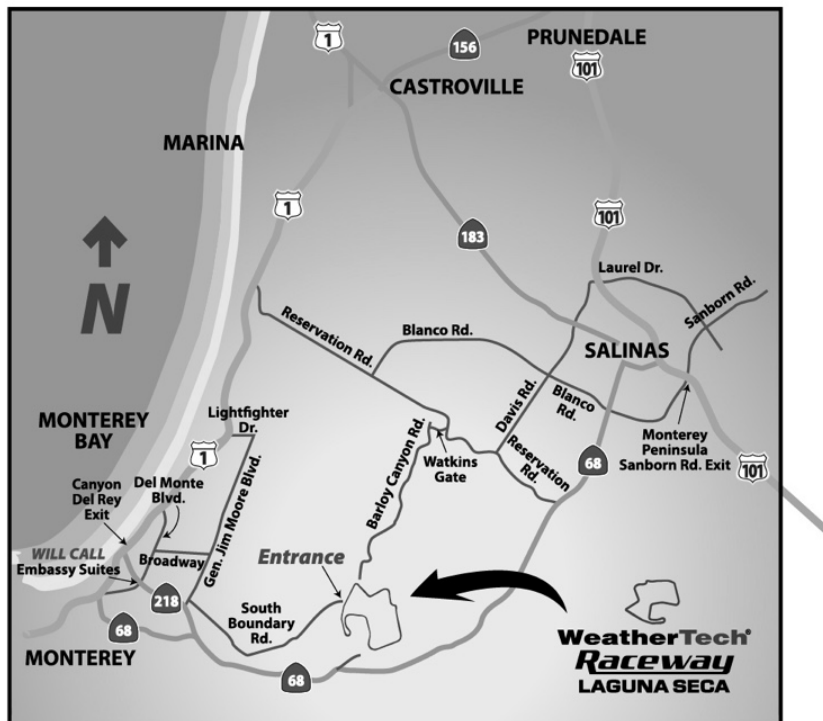 1
156
PRUNEDALE
101
CASTROVILLE
MARINA
1
101
183
N
Laurel Dr.
Sanborn Rd.
Reservation Rd.
Blanco Rd.
SALINAS
Davis Rd.
Blanco
Rd.
MONTEREY
BAY
Lightfighter
Dr.
1
Barloy Canyon Rd.
Watkins
Gate
Reservation
Rd.
68
Monterey
Peninsula
Sanborn Rd. Exit
101
Canyon
Del Rey
Exit
Del Monte
Blvd.
Gen. Jim Moore Blvd.
WILL CALL
Embassy Suites
Broadway
Entrance
218
South
Boundary
Rd.
68
MONTEREY
68
WeatherTech®
Raceway
LAGUNA SECA